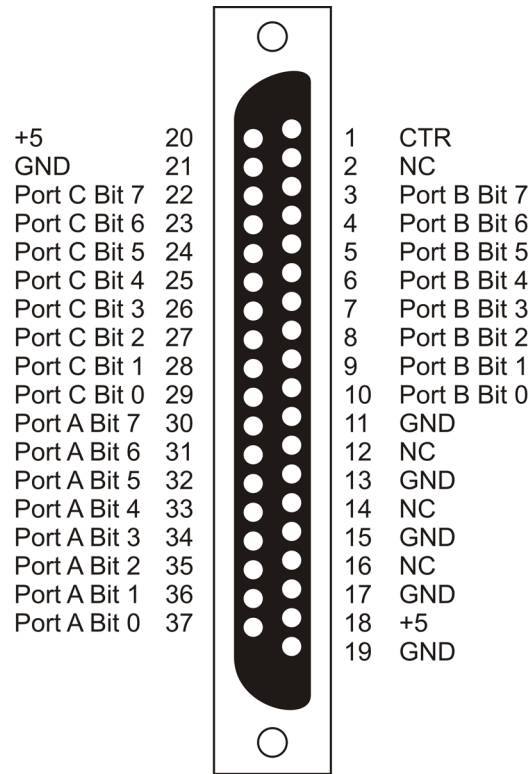 +5 20
GND 21
Port C Bit 7 22
Port C Bit 6 23
Port C Bit 5 24
Port C Bit 4 25
Port C Bit 3 26
Port C Bit 2 27
Port C Bit 1 28
Port C Bit 0 29
Port A Bit 7 30
Port A Bit 6 31
Port A Bit 5 32
Port A Bit 4 33
Port A Bit 3 34
Port A Bit 2 35
Port A Bit 1 36
Port A Bit 0 37
1 CTR
2 NC
3 Port B Bit 7
4 Port B Bit 6
5 Port B Bit 5
6 Port B Bit 4
7 Port B Bit 3
8 Port B Bit 2
9 Port B Bit 1
10 Port B Bit 0
11 GND
12 NC
13 GND
14 NC
15 GND
16 NC
17 GND
18 +5
19 GND